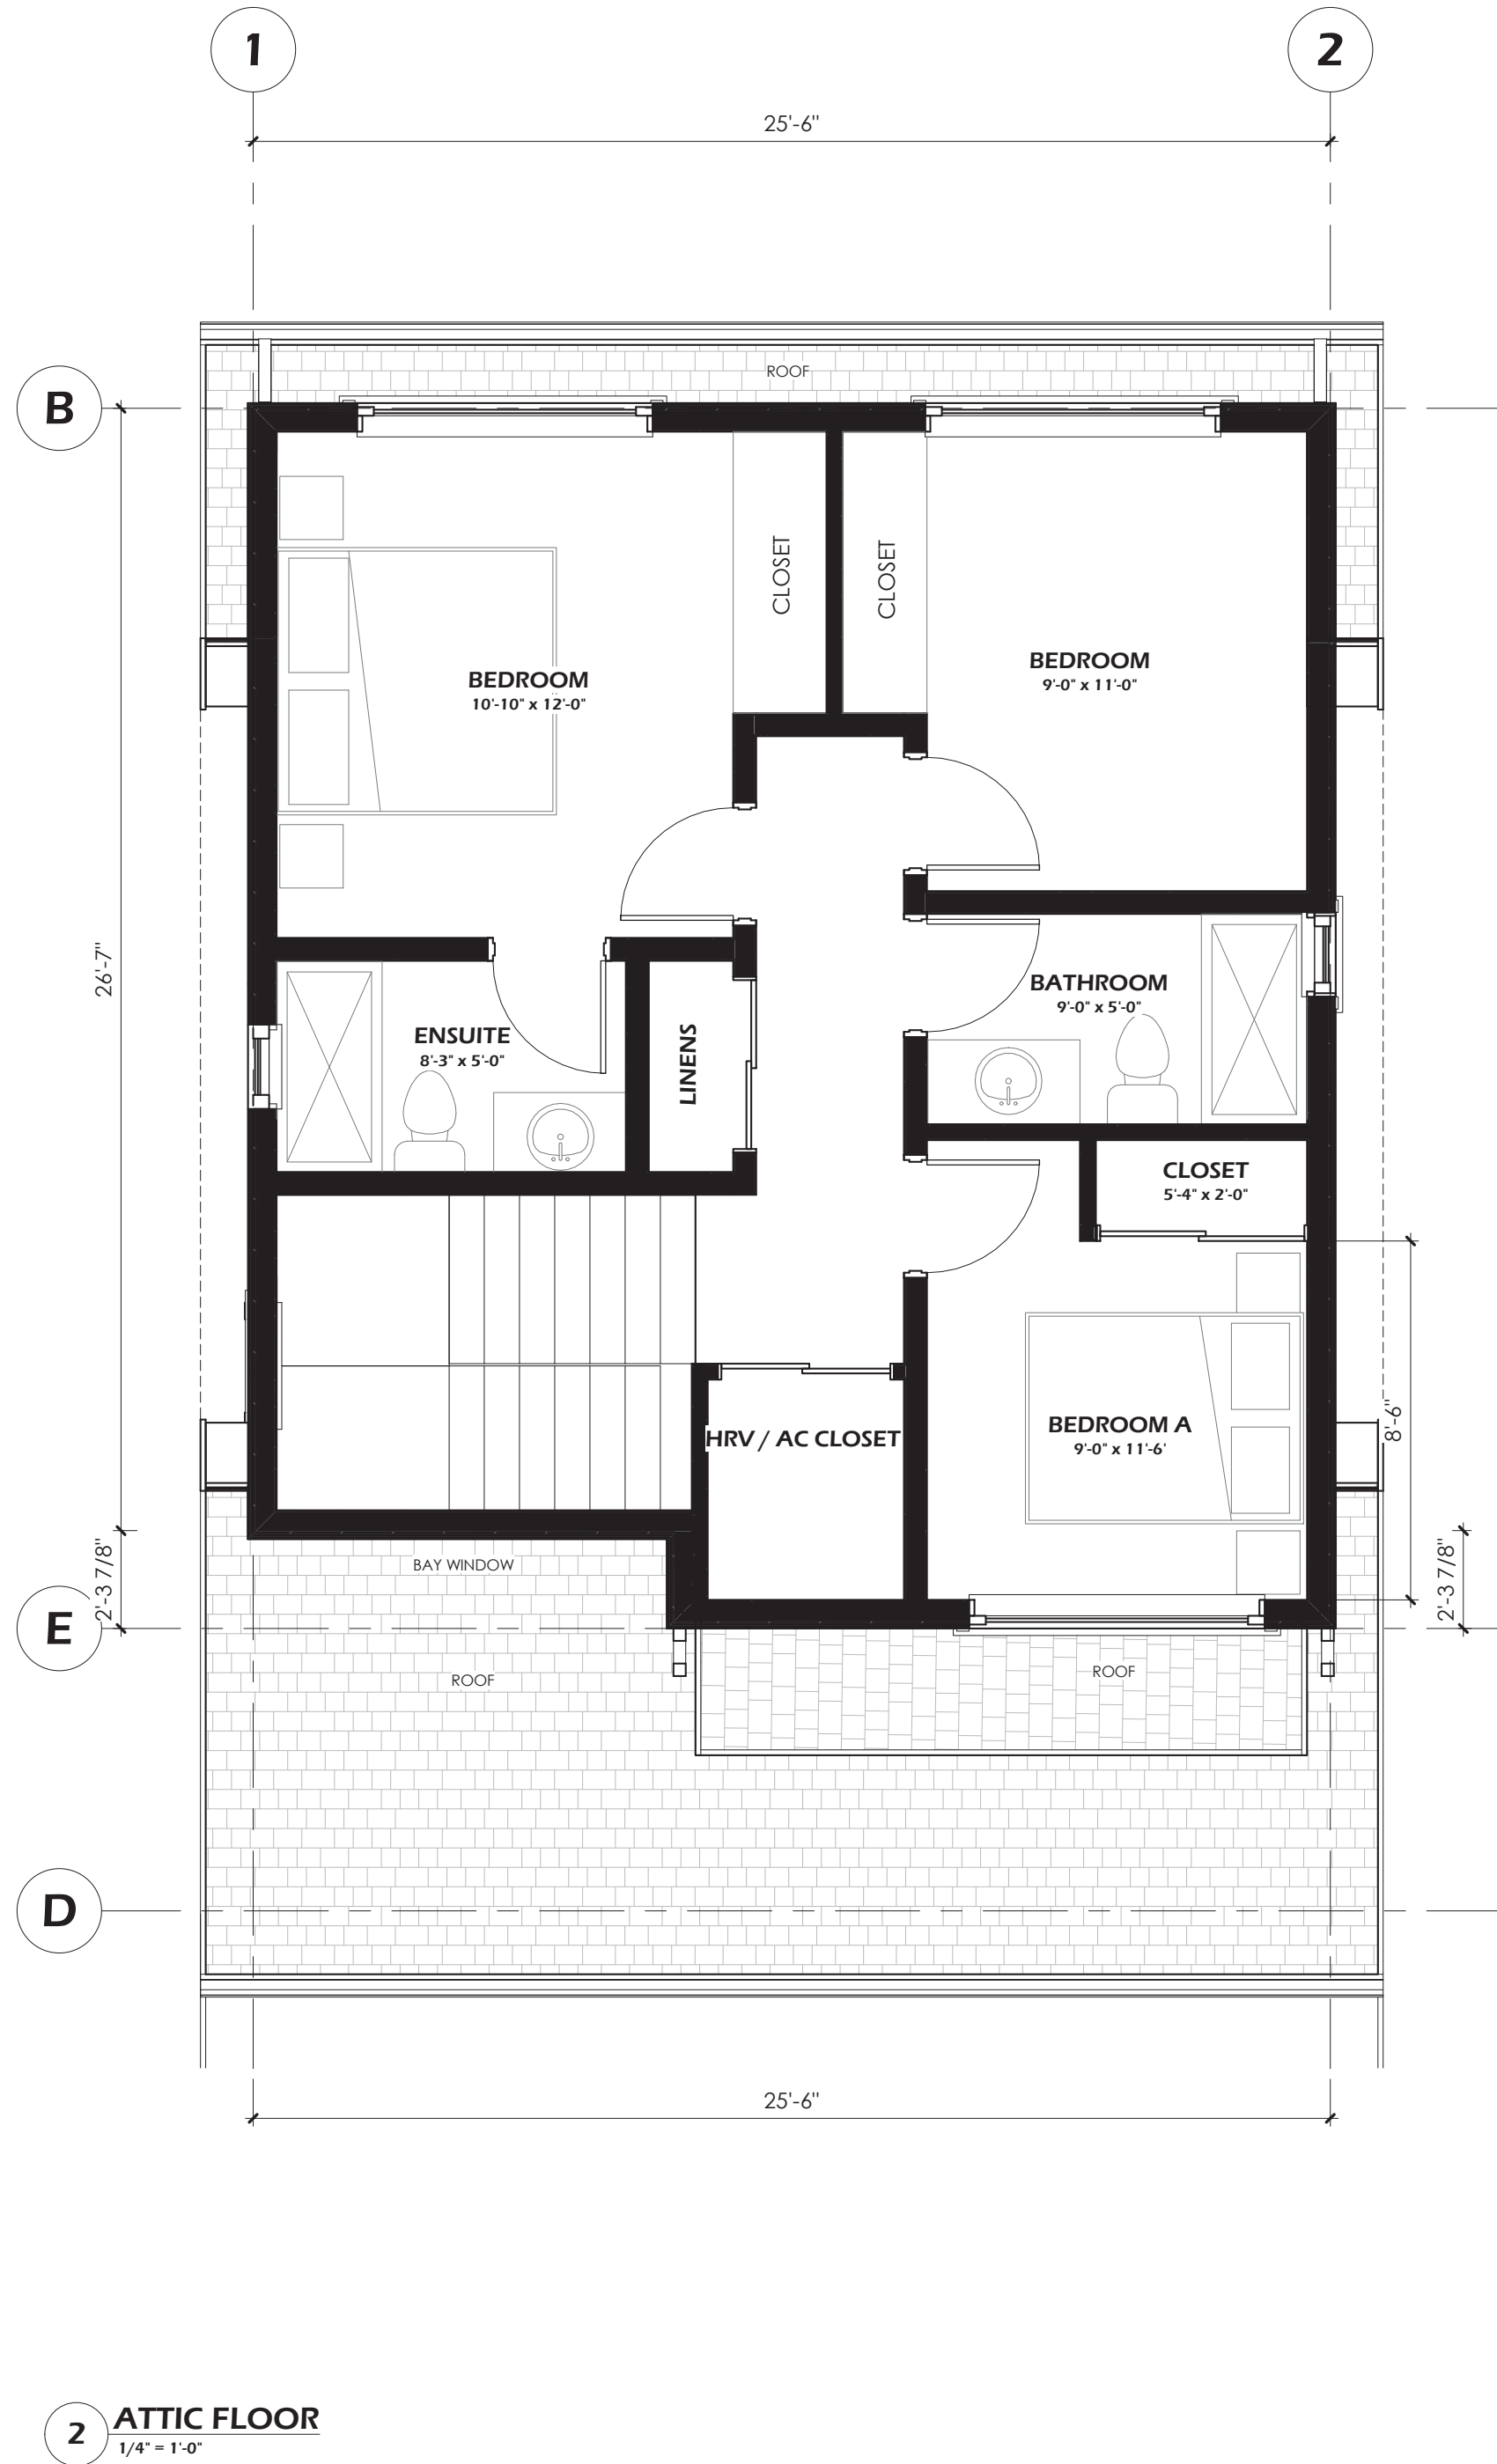 1
2
25'-6"
ROOF
B
CLOSET
CLOSET
BEDROOM
10'-10" x 12'-0"
BEDROOM
9'-0" x 11'-0"
26'-7"
BATHROOM
9'-0" x 5'-0"
ENSUITE
8'-3" x 5'-0"
LINENS
CLOSET
5'-4" x 2'-0"
HRV / AC CLOSET
BEDROOM A
9'-0" x 11'-6'
8'-6"
2'-3 7/8"
BAY WINDOW
2'-3 7/8"
E
ROOF
ROOF
D
25'-6"
2
ATTIC FLOOR
1/4" = 1'-0"